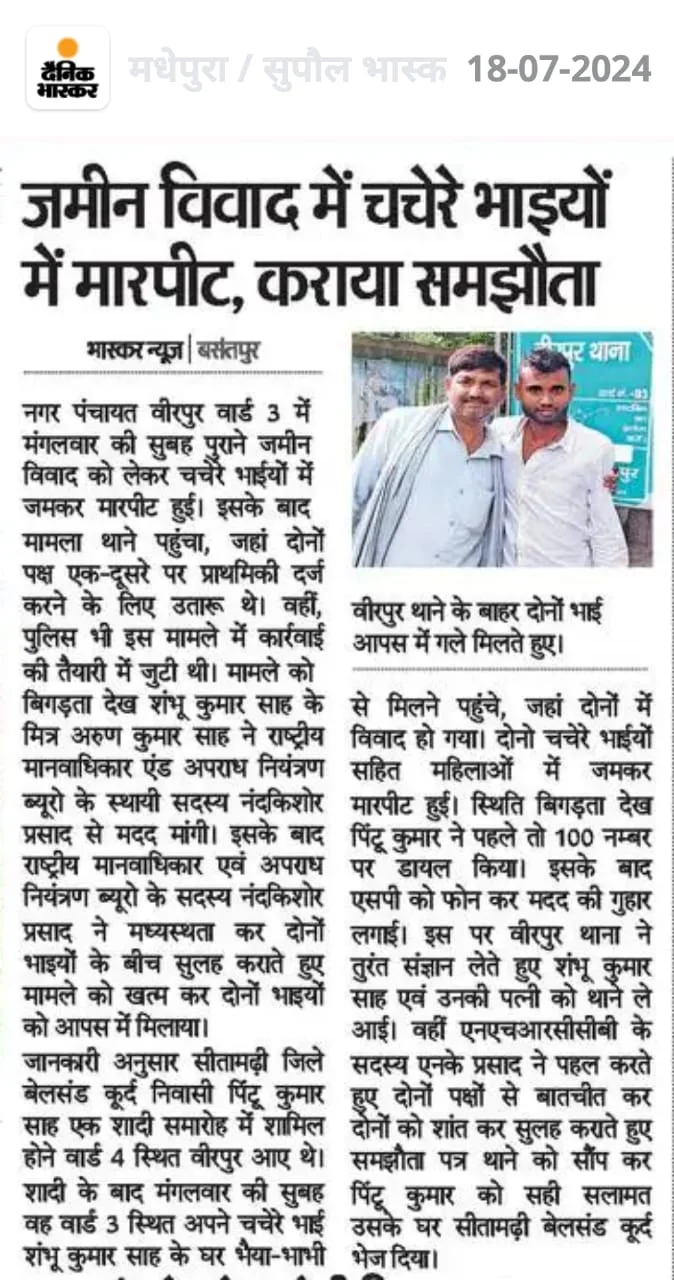 दैनिक
भास्कर
मधेपुरा / सुपौल भास्क 18-07-2024
जमीन विवाद में चचेरे भाइयों
में मारपीट, कराया समझौता
भास्कर न्यूज | बसंतपुर
नगर पंचायत वीरपुर वार्ड 3 में
मंगलवार की सुबह पुराने जमीन
विवाद को लेकर चचेरे भाईयों में
जमकर मारपीट हुई। इसके बाद
मामला थाने पहुंचा, जहां दोनों
पक्ष एक-दूसरे पर प्राथमिकी दर्ज
करने के लिए उतारू थे। वहीं,
पुलिस भी इस मामले में कार्रवाई
की तैयारी में जुटी थी। मामले को
बिगड़ता देख शंभू कुमार साह के
मित्र अरुण कुमार साह ने राष्ट्रीय
मानवाधिकार एंड अपराध नियंत्रण
ब्यूरो के स्थायी सदस्य नंदकिशोर
प्रसाद से मदद मांगी। इसके बाद
राष्ट्रीय मानवाधिकार एवं अपराध
नियंत्रण ब्यूरो के सदस्य नंदकिशोर
प्रसाद ने मध्यस्थता कर दोनों
भाइयों के बीच सुलह कराते हुए
मामले को खत्म कर दोनों भाइयों
को आपस में मिलाया।
जानकारी अनुसार सीतामढ़ी जिले
बेलसंड कूर्द निवासी पिंटू कुमार
साह एक शादी समारोह में शामिल
होने वार्ड 4 स्थित वीरपुर आए थे।
शादी के बाद मंगलवार की सुबह
वह वार्ड 3 स्थित अपने चचेरे भाई
शंभू कुमार साह के घर भैया-भाभी
वीरपुर थाना
पुर
वीरपुर थाने के बाहर दोनों भाई
आपस में गले मिलते हुए।
से मिलने पहुंचे, जहां दोनों में
विवाद हो गया। दोनो चचेरे भाईयों
सहित महिलाओं में जमकर
मारपीट हुई। स्थिति बिगड़ता देख
पिंटू कुमार ने पहले तो 100 नम्बर
पर डायल किया। इसके बाद
एसपी को फोन कर मदद की गुहार
लगाई। इस पर वीरपुर थाना ने
तुरंत संज्ञान लेते हुए शंभू कुमार
साह एवं उनकी पत्नी को थाने ले
आई। वहीं एनएचआरसीसीबी के
सदस्य एनके प्रसाद ने पहल करते
हुए दोनों पक्षों से बातचीत कर
दोनों को शांत कर सुलह कराते हुए
समझौता पत्र थाने को सौंप कर
पिंटू कुमार को सही सलामत
उसके घर सीतामढ़ी बेलसंड कूर्द
भेज दिया।